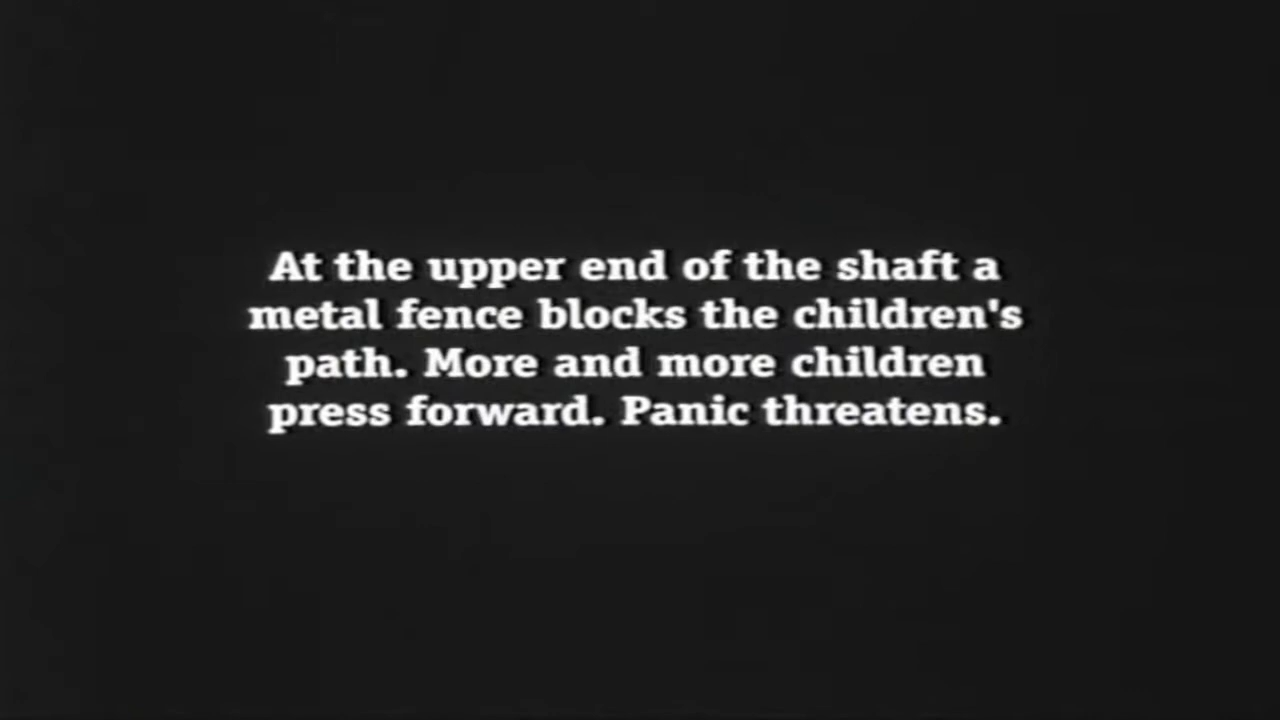 At the upper end of the shaft a
metal fence blocks the children's
path. More and more children
press forward. Panic threatens.